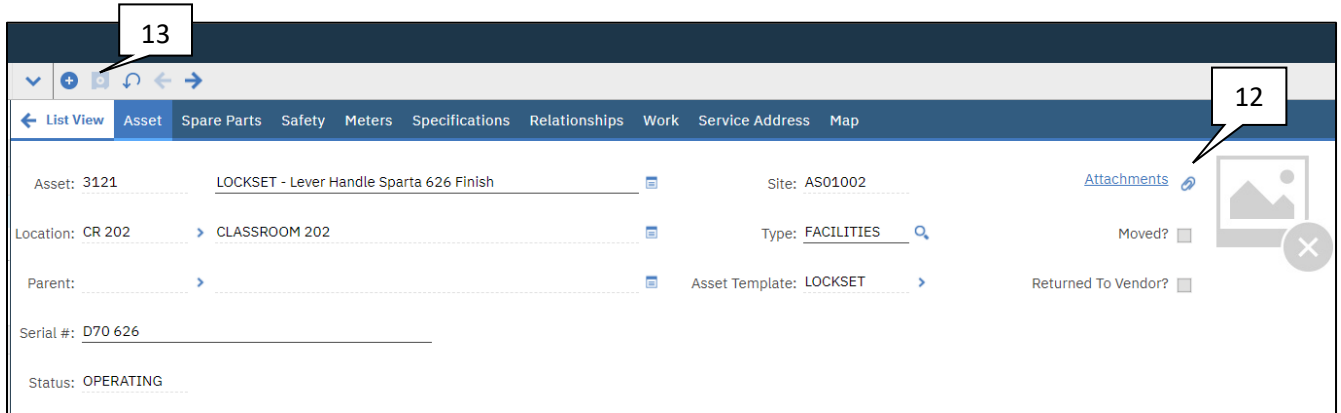 13
12
List View Asset Spare Parts Safety Meters Specifications Relationships Work Service Address Map
Asset: 3121 LOCKSET - Lever Handle Sparta 626 Finish Site: AS01002 Attachments
Location: CR 202 CLASSROOM 202 Type: FACILITIES Moved?
Parent: Asset Template: LOCKSET Returned To Vendor?
Serial #: D70 626
Status: OPERATING